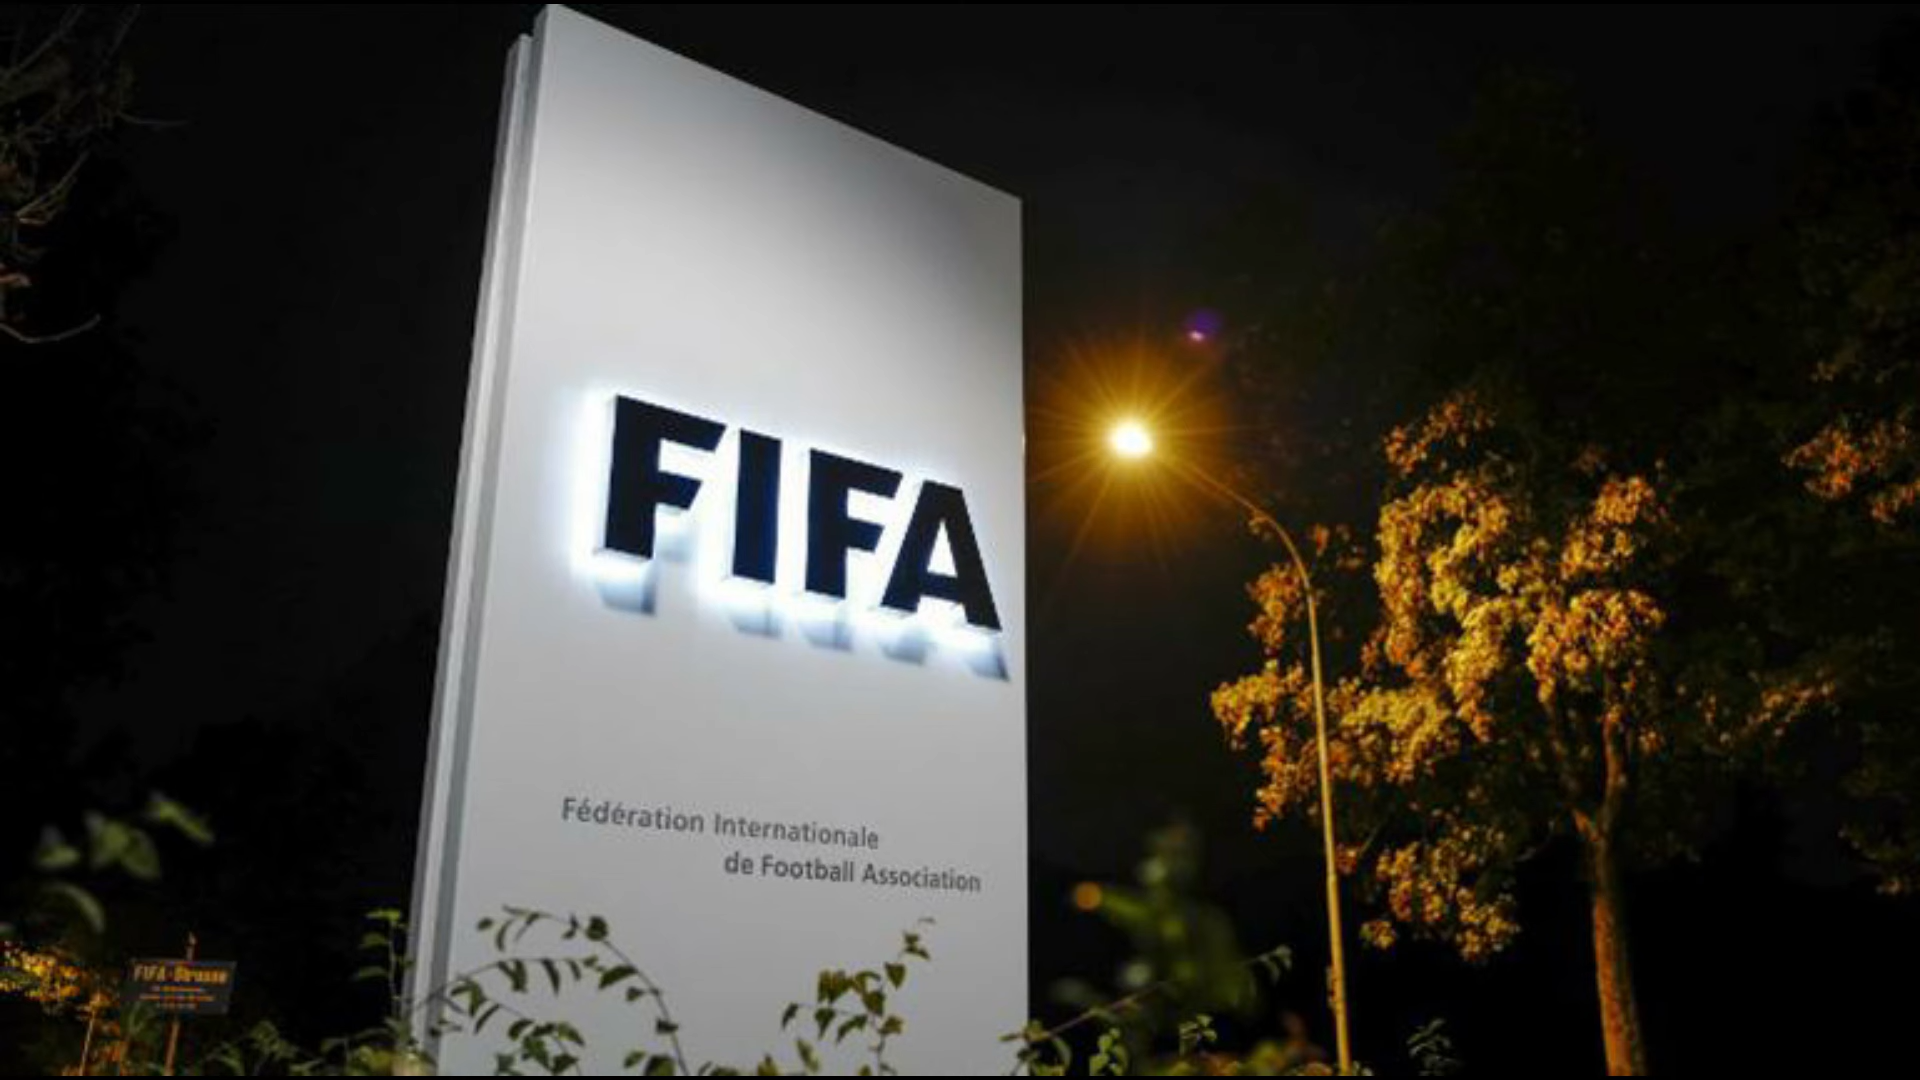 FIFA
Fédération Internationale
de Football Association
FIFA-Strasse